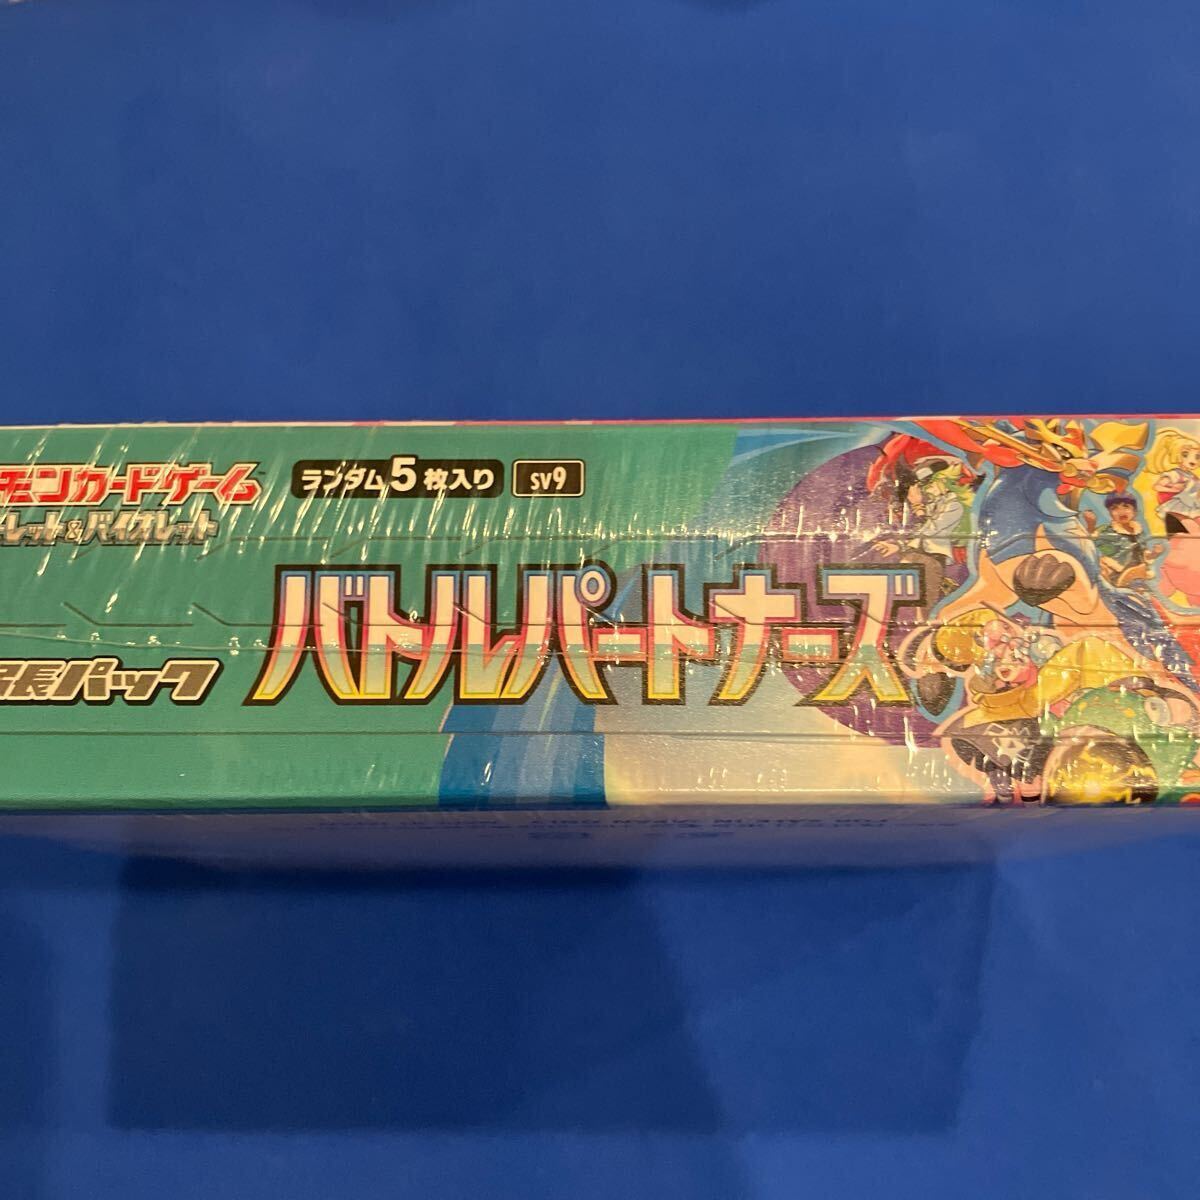 モンカードゲーム
レット&バイオレット
ランダム5枚入り
sv9
張パック
バトルパートナーズ